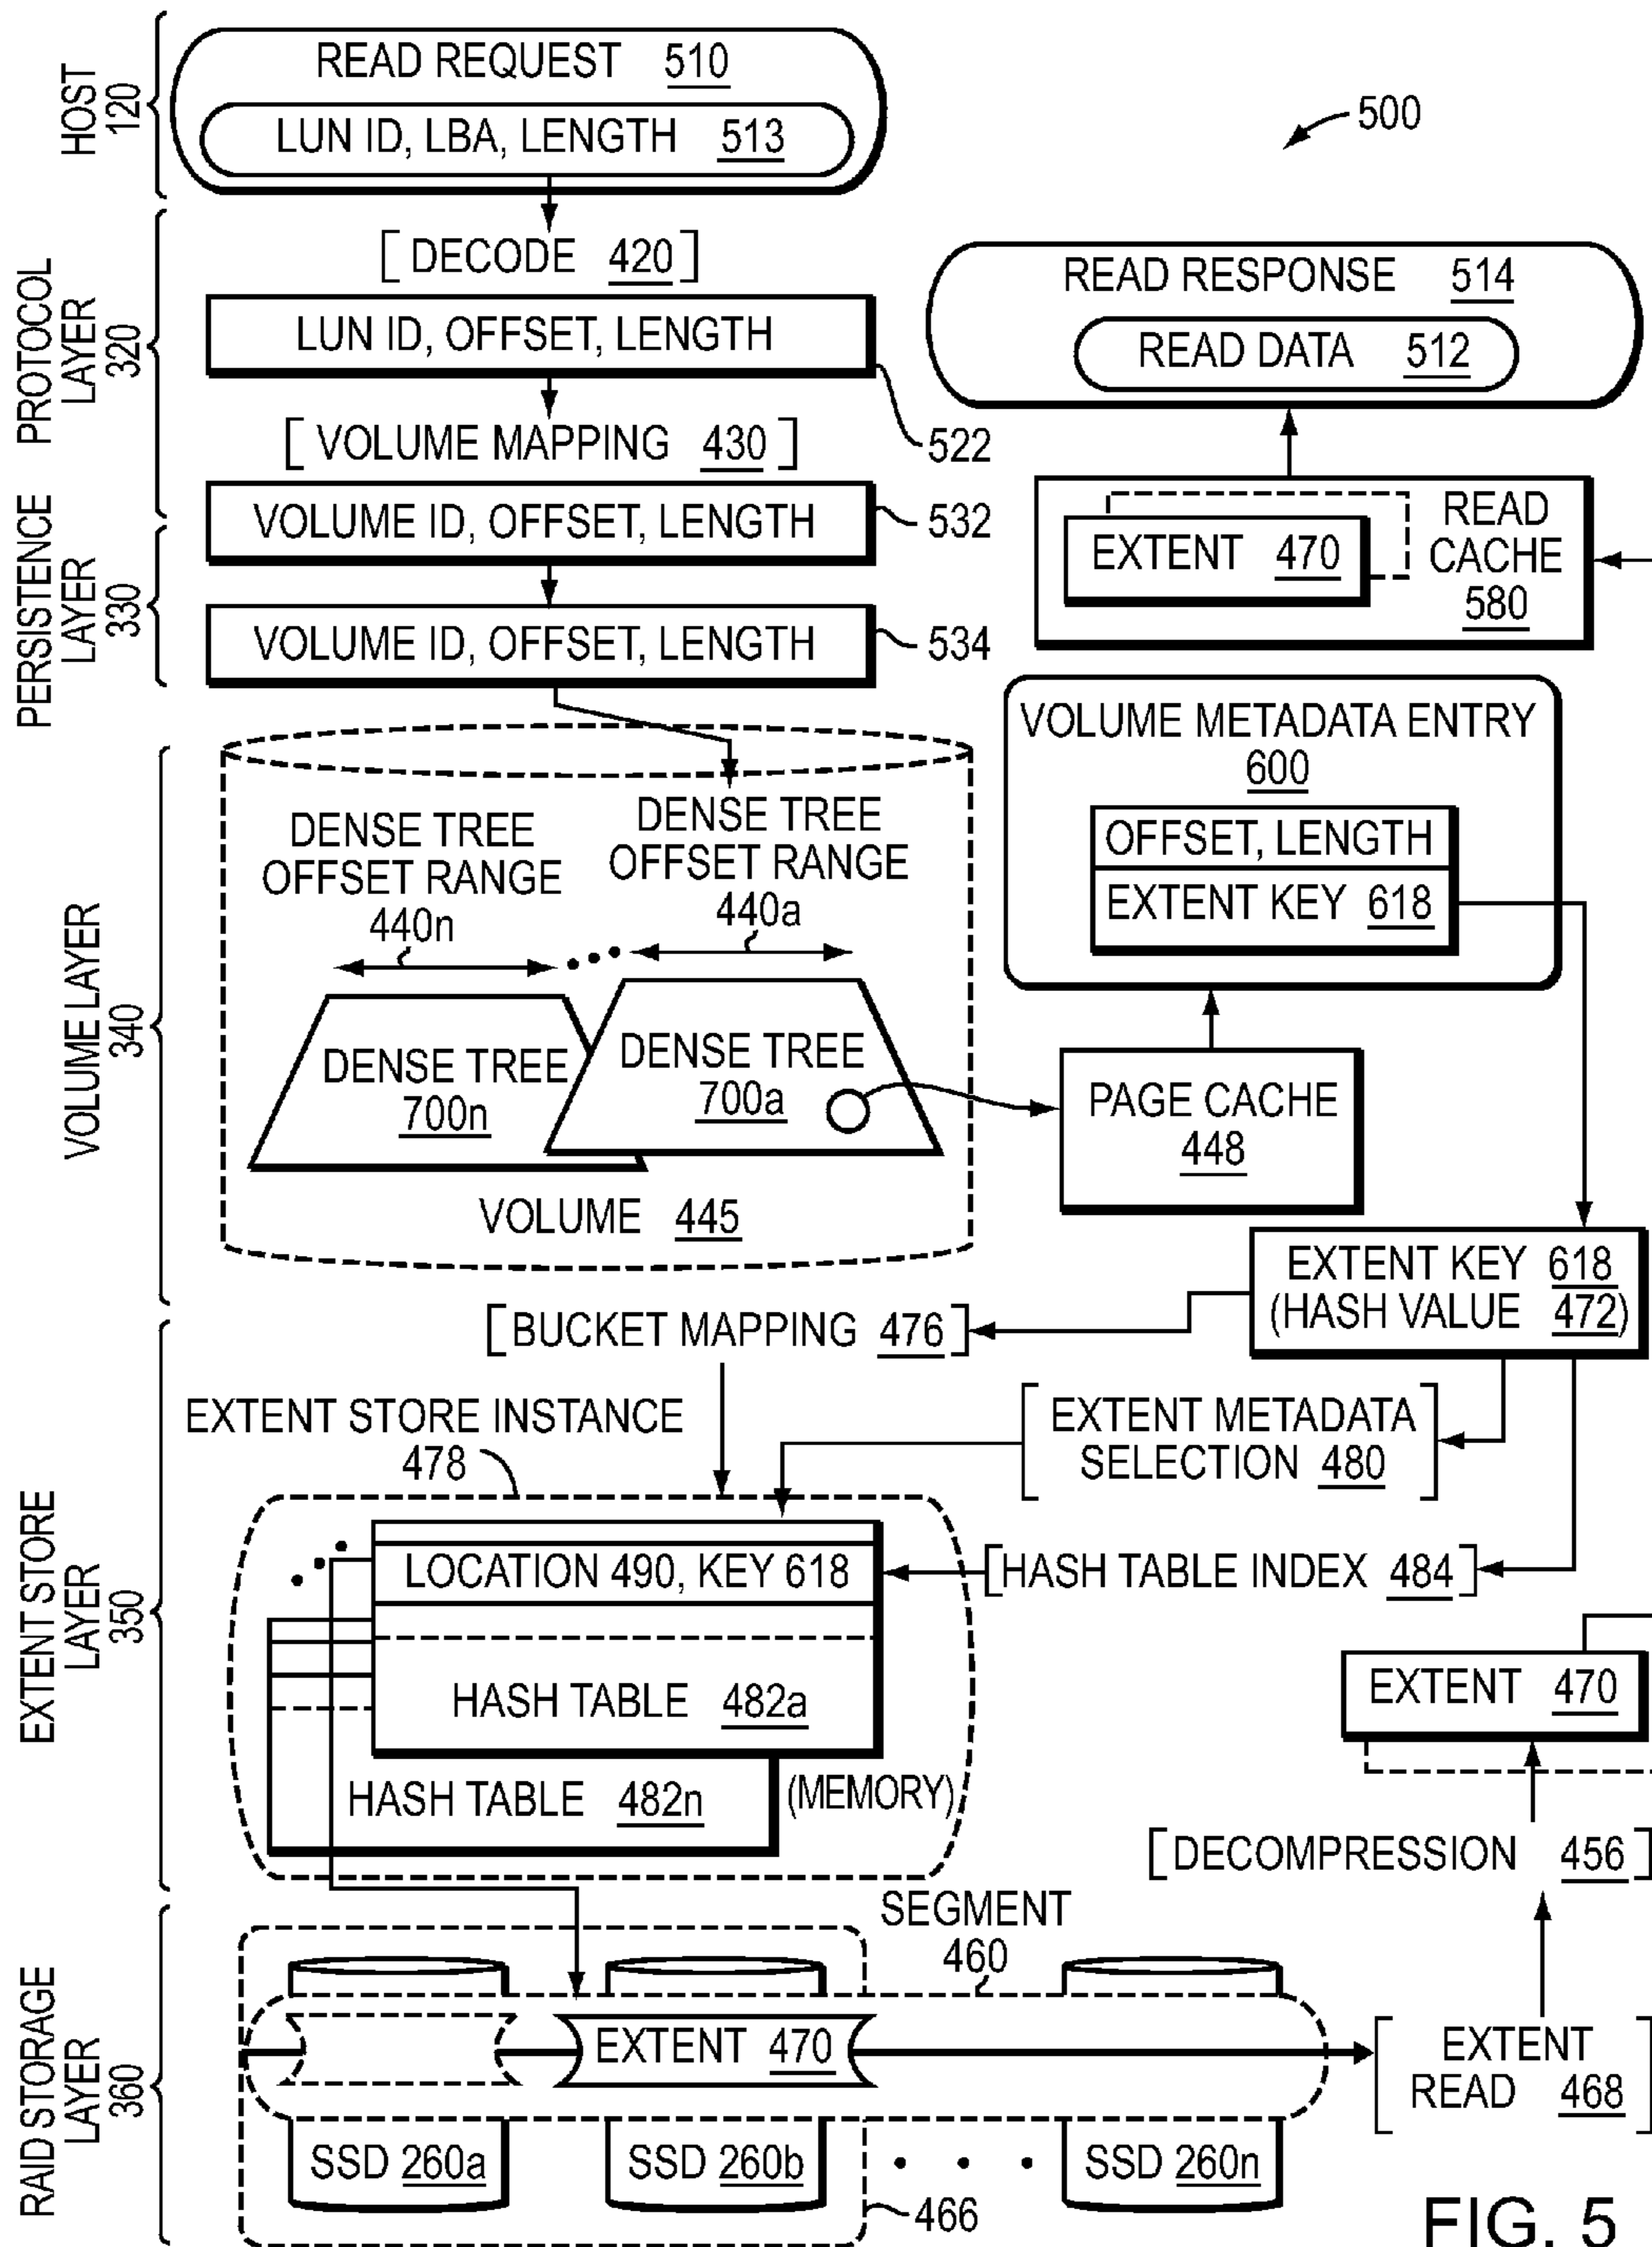 HOST
120
READ REQUEST 510
LUN ID, LBA, LENGTH 513
500
PROTOCOL
LAYER
320
[ DECODE 420 ]
LUN ID, OFFSET, LENGTH
522
[ VOLUME MAPPING 430 ]
VOLUME ID, OFFSET, LENGTH
532
READ RESPONSE 514
READ DATA 512
EXTENT 470
READ
CACHE
580
PERSISTENCE
LAYER
330
VOLUME ID, OFFSET, LENGTH
534
VOLUME LAYER
340
DENSE TREE
OFFSET RANGE
440n
DENSE TREE
OFFSET RANGE
440a
DENSE TREE
700n
DENSE TREE
700a
VOLUME 445
VOLUME METADATA ENTRY
600
OFFSET, LENGTH
EXTENT KEY 618
PAGE CACHE
448
EXTENT KEY 618
(HASH VALUE 472)
EXTENT STORE
LAYER
350
[BUCKET MAPPING 476]
EXTENT STORE INSTANCE
478
[EXTENT METADATA
SELECTION 480]
LOCATION 490, KEY 618
[HASH TABLE INDEX 484]
HASH TABLE 482a
HASH TABLE 482n
(MEMORY)
EXTENT 470
[DECOMPRESSION 456]
RAID STORAGE
LAYER
360
SEGMENT
460
EXTENT 470
[EXTENT
READ 468]
SSD 260a
SSD 260b
. . .
SSD 260n
466
FIG. 5